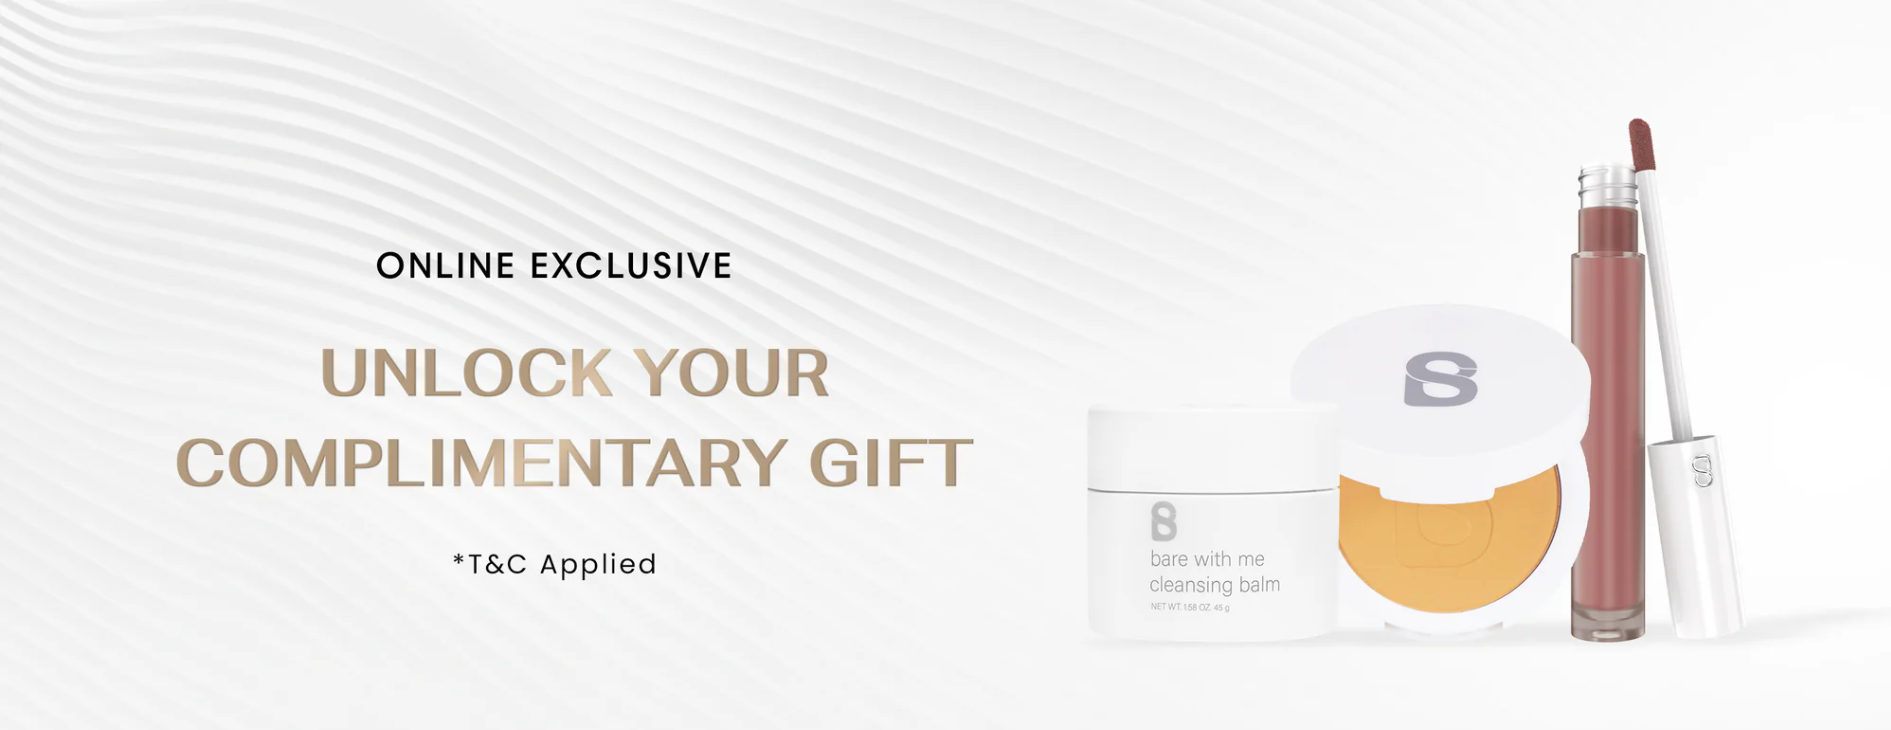 ONLINE EXCLUSIVE
UNLOCK YOUR
COMPLIMENTARY GIFT
*T&C Applied
bare with me
cleansing balm
NET WT. 1.58 OZ. 45 g